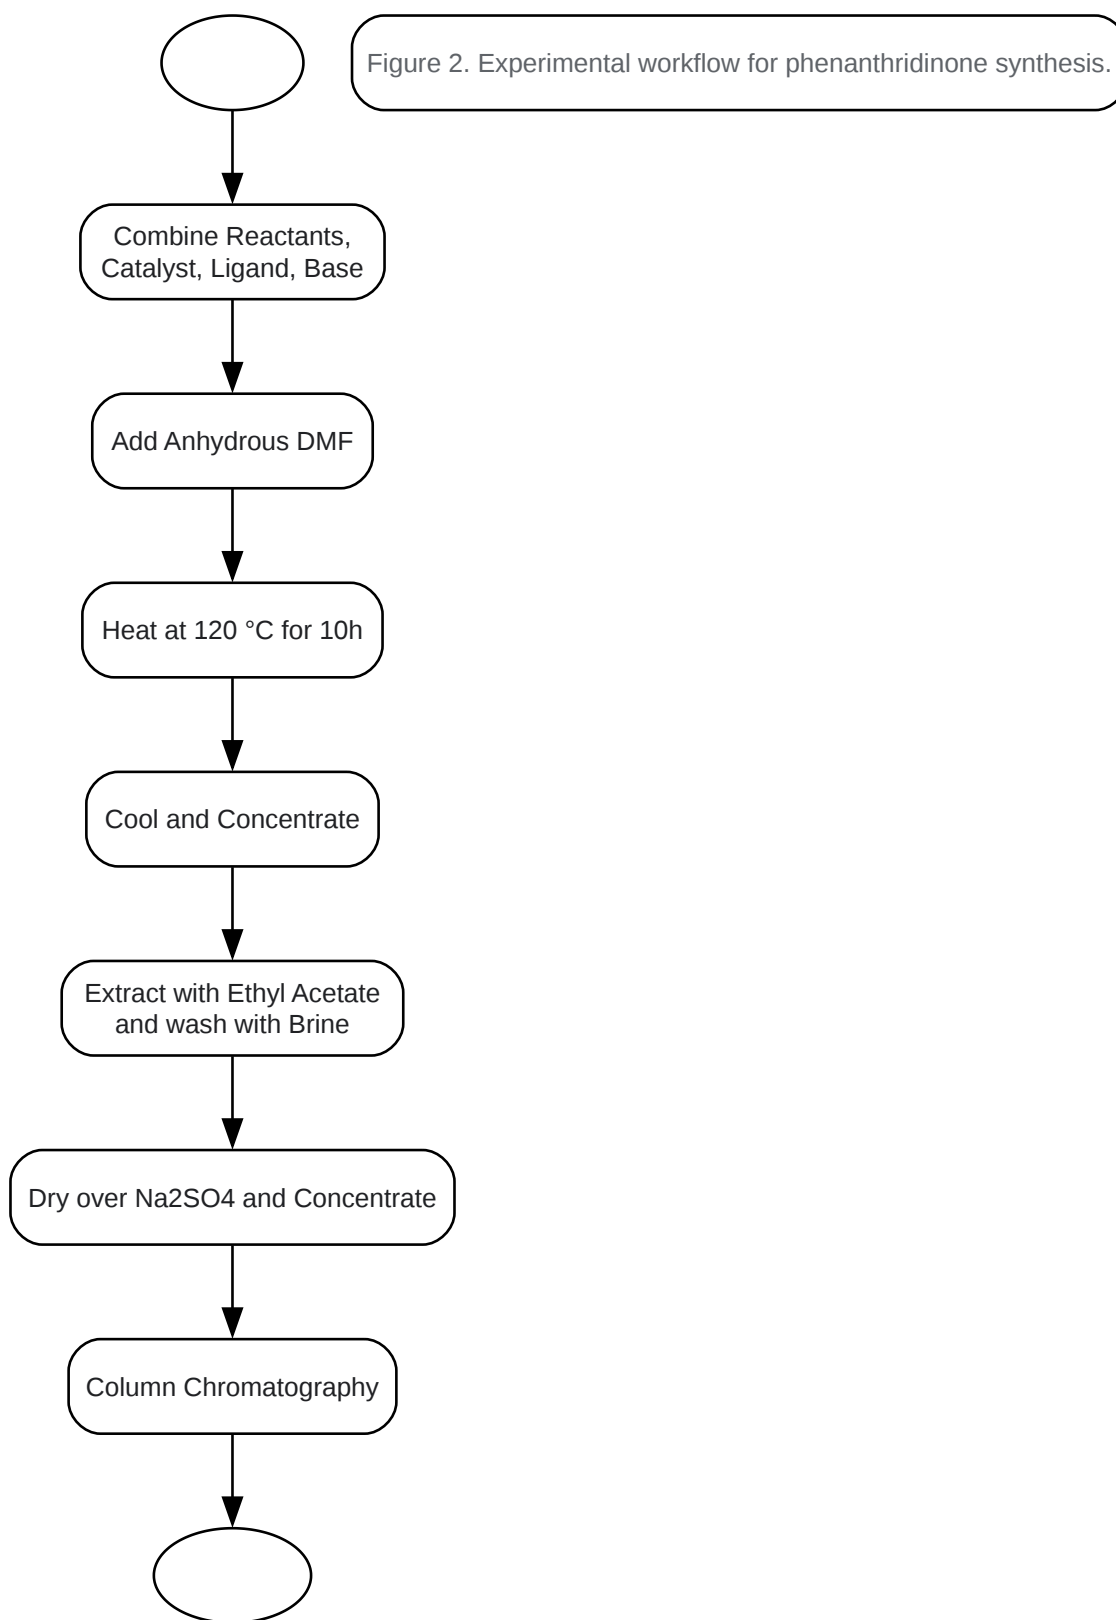 Figure 2. Experimental workflow for phenanthridinone synthesis.
Combine Reactants,
Catalyst, Ligand, Base
Add Anhydrous DMF
Heat at 120 °C for 10h
Cool and Concentrate
Extract with Ethyl Acetate
and wash with Brine
Dry over Na2SO4 and Concentrate
Column Chromatography